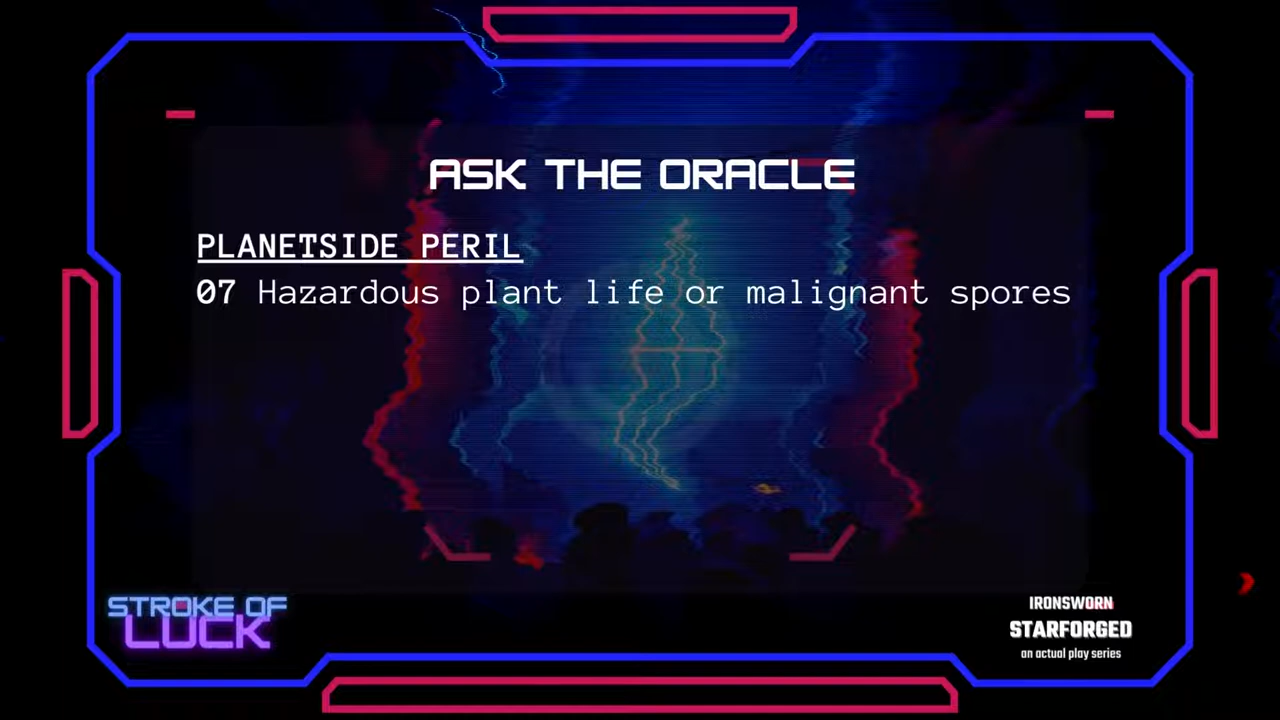 ASK THE ORACLE
PLANETSIDE PERIL
07 Hazardous plant life or malignant spores
STROKE OF
LUCK
IRONSWORN
STARFORGED
an actual play series